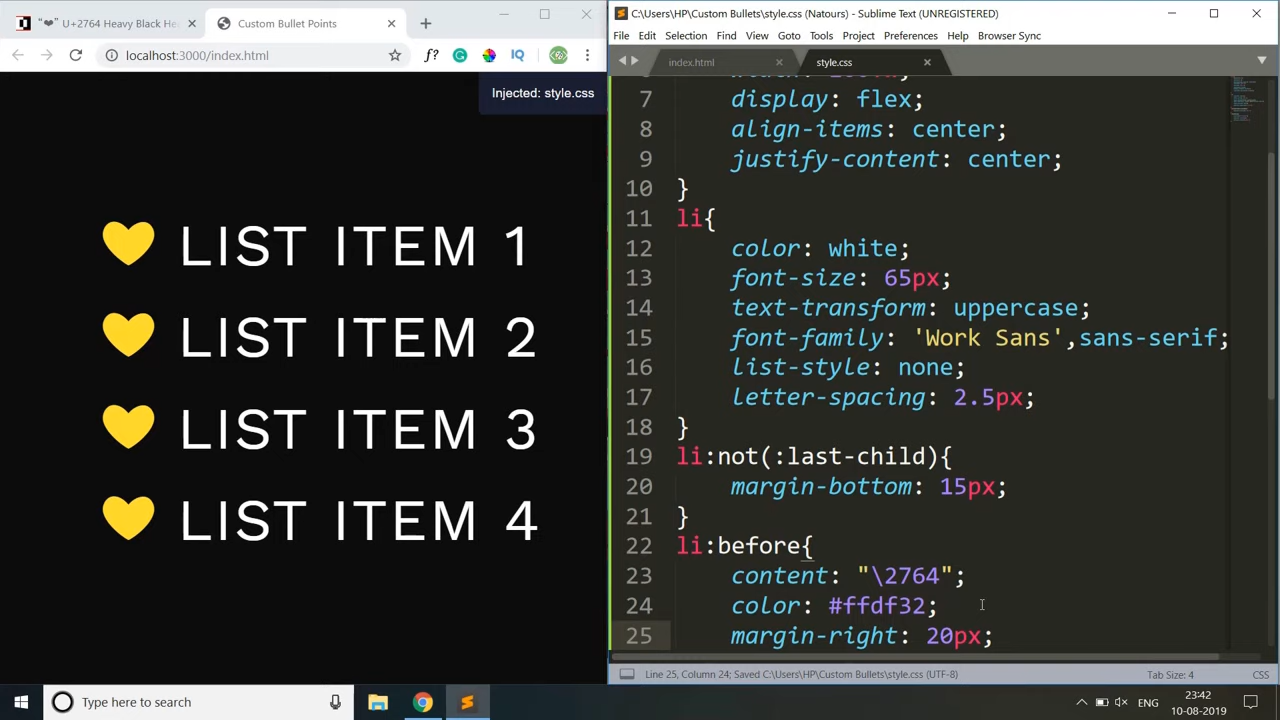 "❤" U+2764 Heavy Black He
Custom Bullet Points
localhost:3000/index.html
Injected: style.css
LIST ITEM 1
LIST ITEM 2
LIST ITEM 3
LIST ITEM 4
C:\Users\HP\Custom Bullets\style.css (Natours) - Sublime Text (UNREGISTERED)
File Edit Selection Find View Goto Tools Project Preferences Help Browser Sync
index.html
style.css
7 display: flex;
8 align-items: center;
9 justify-content: center;
10 }
11 li{
12 color: white;
13 font-size: 65px;
14 text-transform: uppercase;
15 font-family: 'Work Sans',sans-serif;
16 list-style: none;
17 letter-spacing: 2.5px;
18 }
19 li:not(:last-child){
20 margin-bottom: 15px;
21 }
22 li:before{
23 content: "\2764";
24 color: #ffdf32;
25 margin-right: 20px;
Line 25, Column 24; Saved C:\Users\HP\Custom Bullets\style.css (UTF-8)
Tab Size: 4
CSS
Type here to search
ENG
23:42
10-08-2019